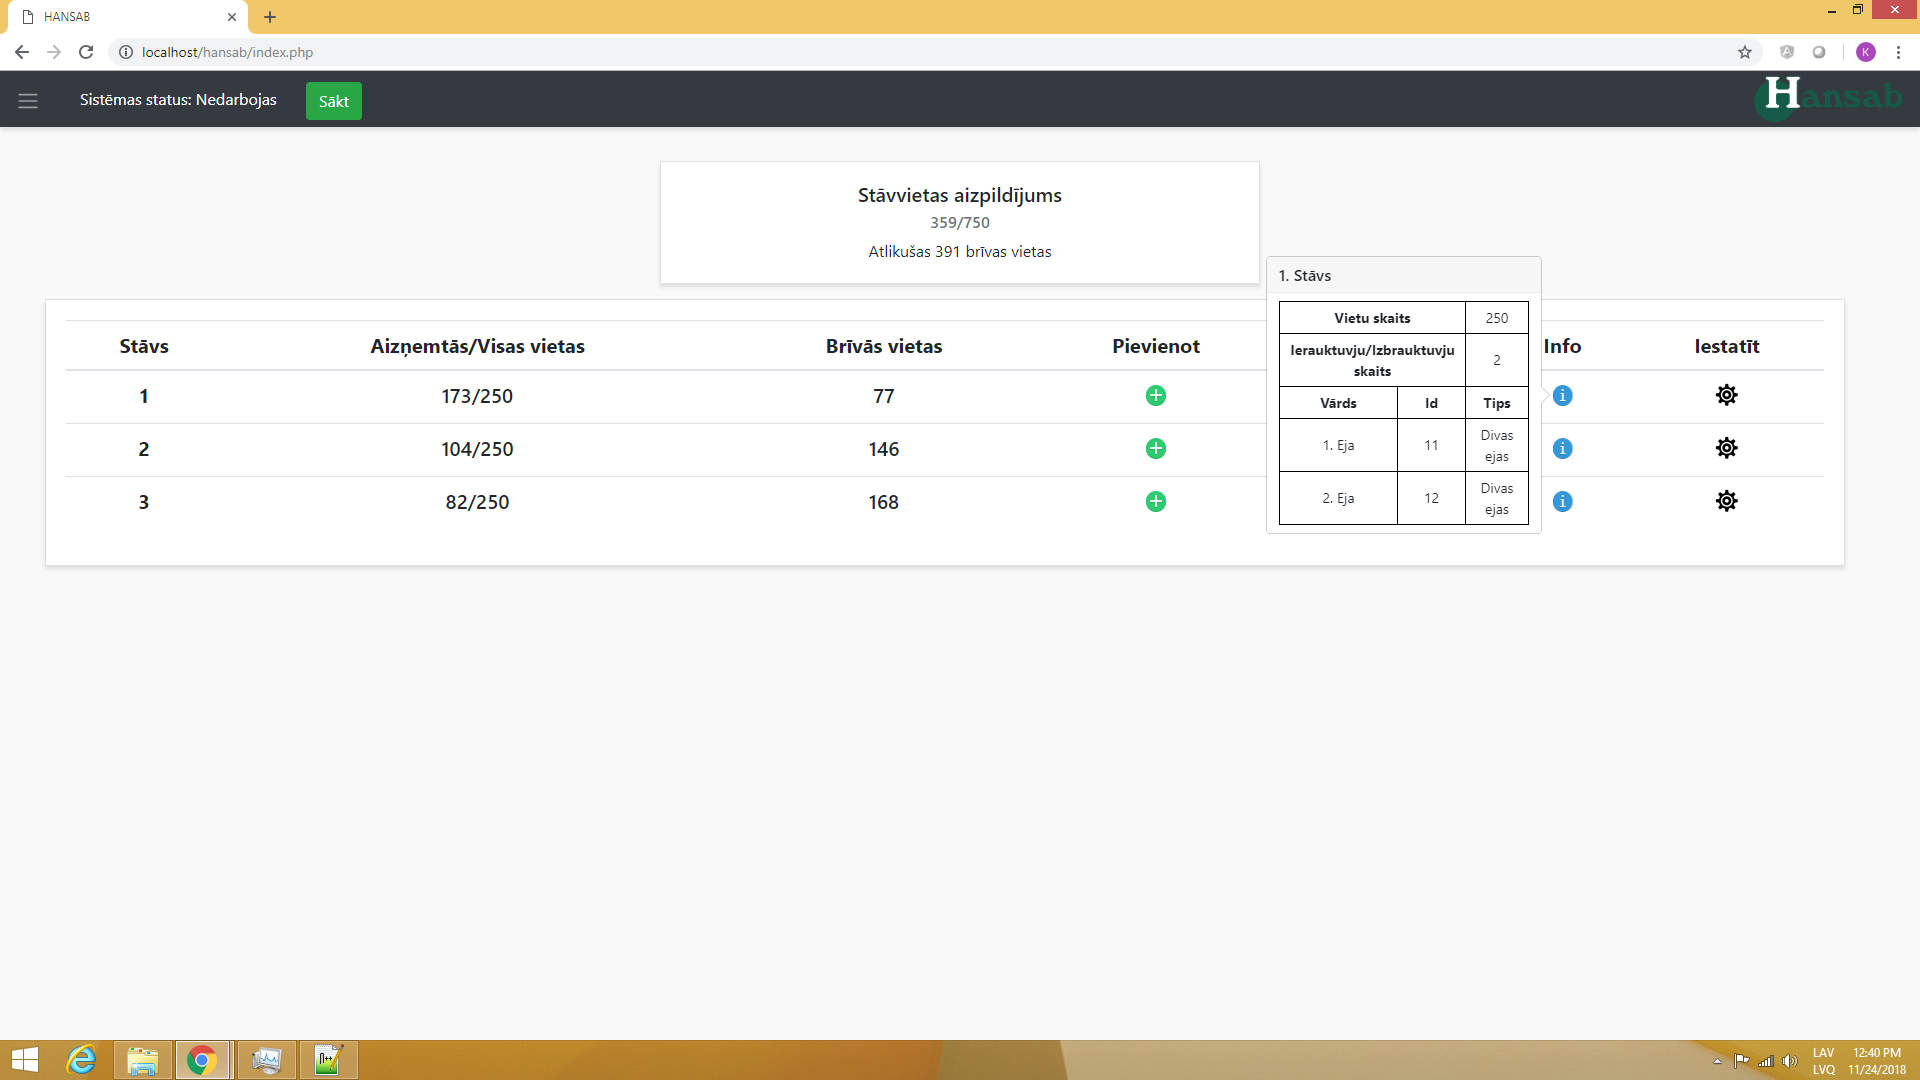 HANSAB
localhost/hansab/index.php
K
Sistēmas status: Nedarbojas
Sākt
Hansab
Stāvvietas aizpildījums
359/750
Atlikušas 391 brīvas vietas
Stāvs Aizņemtās/Visas vietas Brīvās vietas Pievienot Info Iestatīt
1 173/250 77
2 104/250 146
3 82/250 168
1. Stāvs
Vietu skaits 250
Ierauktuvju/Izbrauktuvju
skaits
2
Vārds Id Tips
1. Eja 11 Divas
ejas
2. Eja 12 Divas
ejas
LAV 12:40 PM
LVQ 11/24/2018